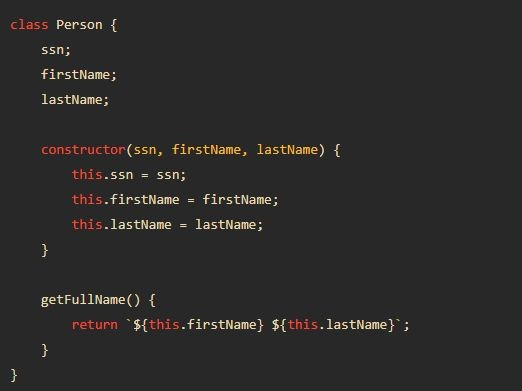 class Person {
    ssn;
    firstName;
    lastName;

    constructor(ssn, firstName, lastName) {
        this.ssn = ssn;
        this.firstName = firstName;
        this.lastName = lastName;
    }

    getFullName() {
        return `${this.firstName} ${this.lastName}`;
    }
}